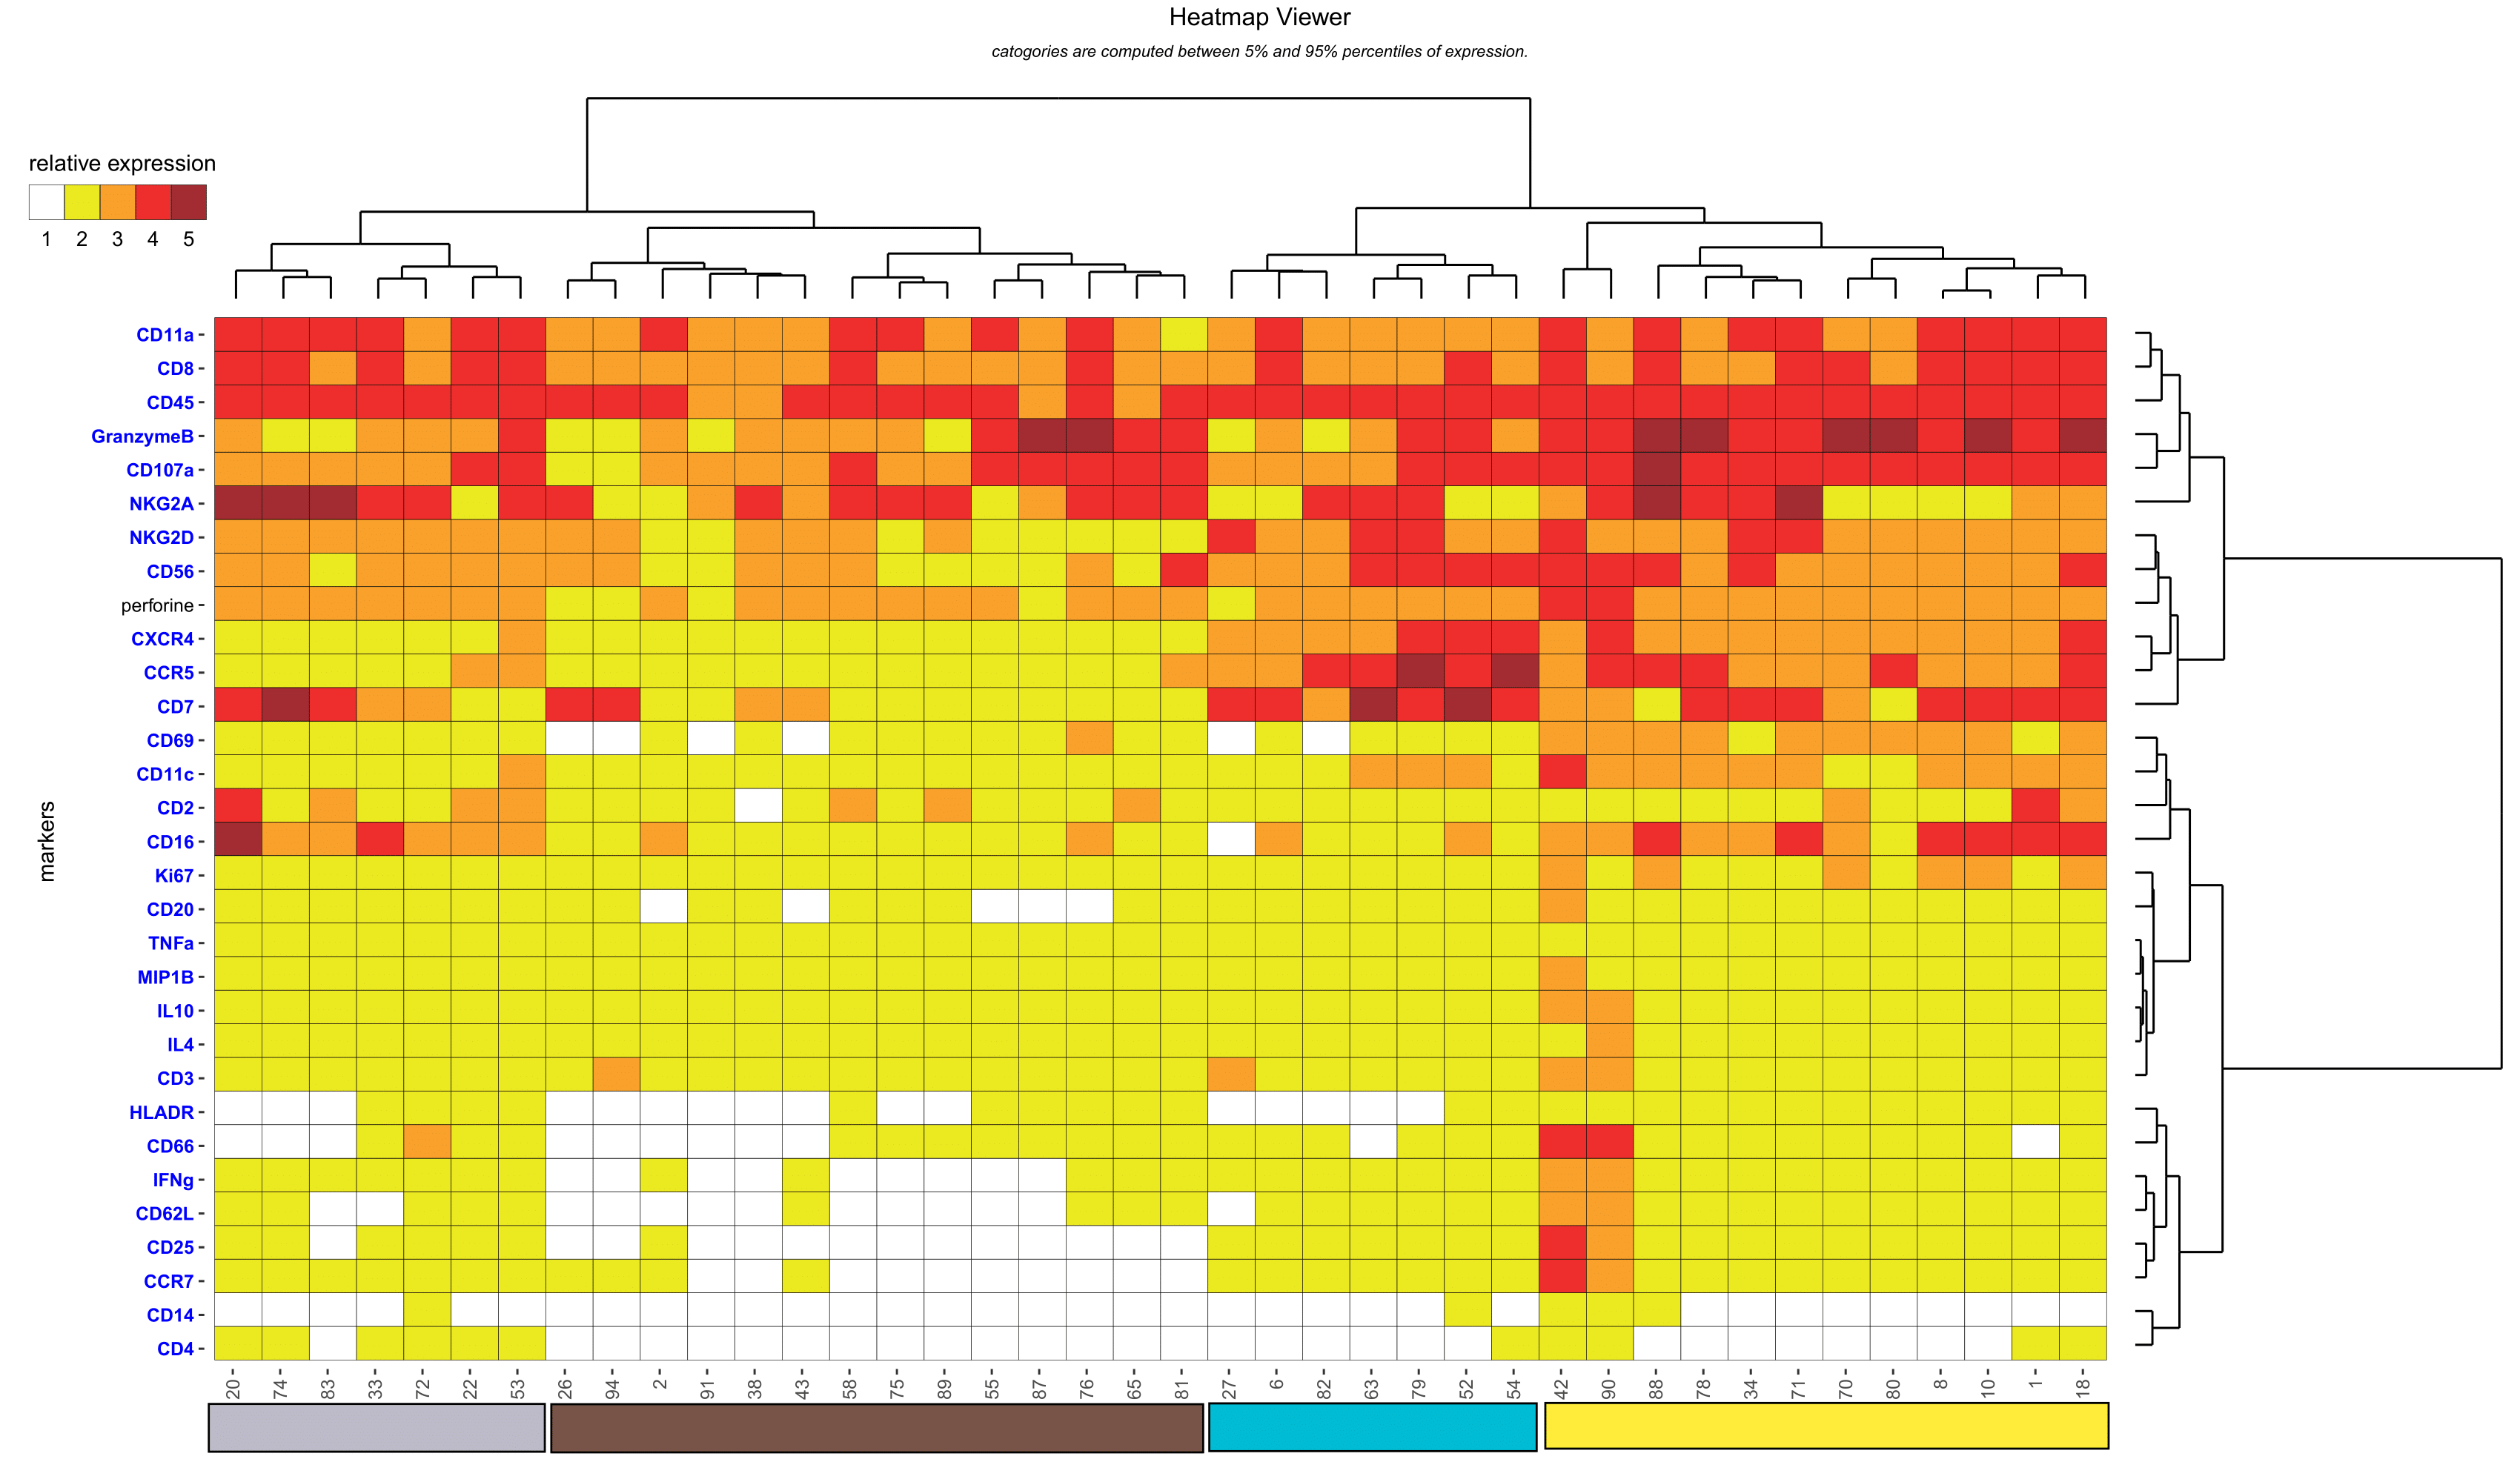 Heatmap Viewer
catogories are computed between 5% and 95% percentiles of expression.
relative expression
1 2 3 4 5
CD11a
CD8
CD45
GranzymeB
CD107a
NKG2A
NKG2D
CD56
perforine
CXCR4
CCR5
CD7
CD69
CD11c
CD2
CD16
Ki67
CD20
TNFa
MIP1B
IL10
IL4
CD3
HLADR
CD66
IFNg
CD62L
CD25
CCR7
CD14
CD4
markers
20 74 83 33 72 22 53 26 94 2 91 38 43 58 75 89 55 87 76 65 81 27 6 82 63 79 52 54 42 90 88 78 34 71 70 80 8 10 1 18